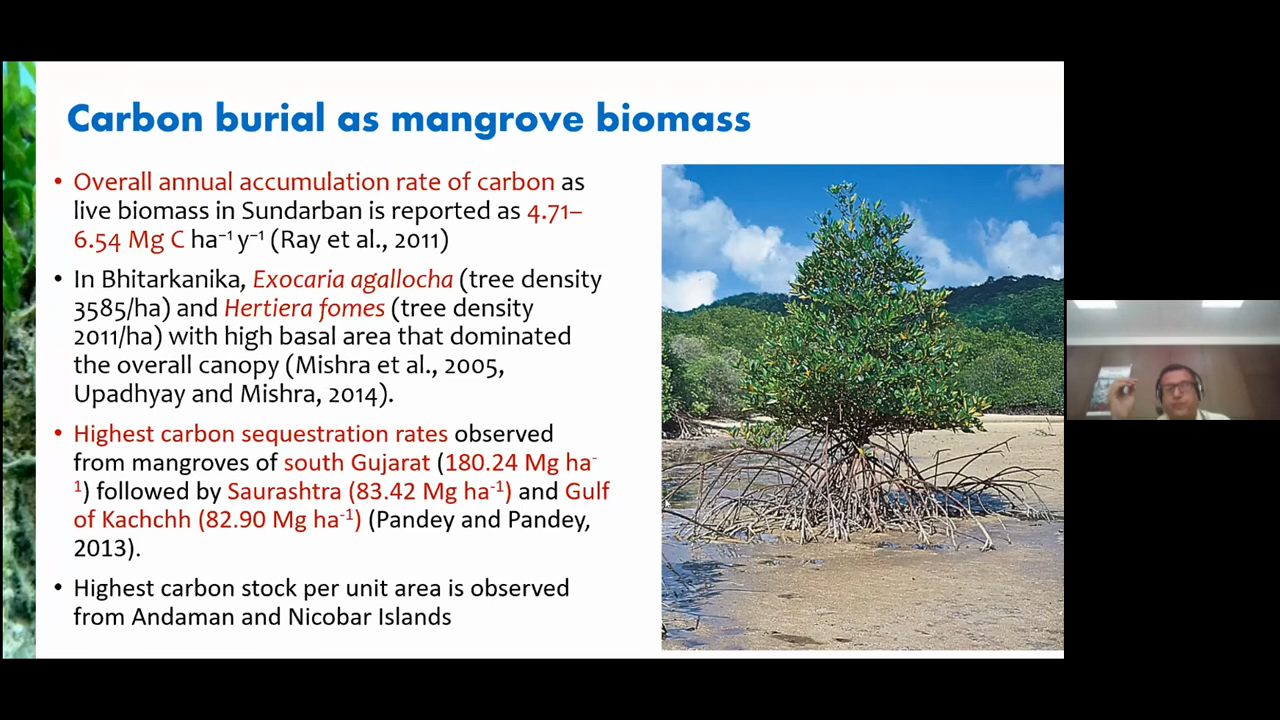 Carbon burial as mangrove biomass
• Overall annual accumulation rate of carbon as
live biomass in Sundarban is reported as 4.71–
6.54 Mg C ha⁻¹ y⁻¹ (Ray et al., 2011)
• In Bhitarkanika, Exocaria agallocha (tree density
3585/ha) and Hertiera fomes (tree density
2011/ha) with high basal area that dominated
the overall canopy (Mishra et al., 2005,
Upadhyay and Mishra, 2014).
• Highest carbon sequestration rates observed
from mangroves of south Gujarat (180.24 Mg ha⁻
¹) followed by Saurashtra (83.42 Mg ha⁻¹) and Gulf
of Kachchh (82.90 Mg ha⁻¹) (Pandey and Pandey,
2013).
• Highest carbon stock per unit area is observed
from Andaman and Nicobar Islands